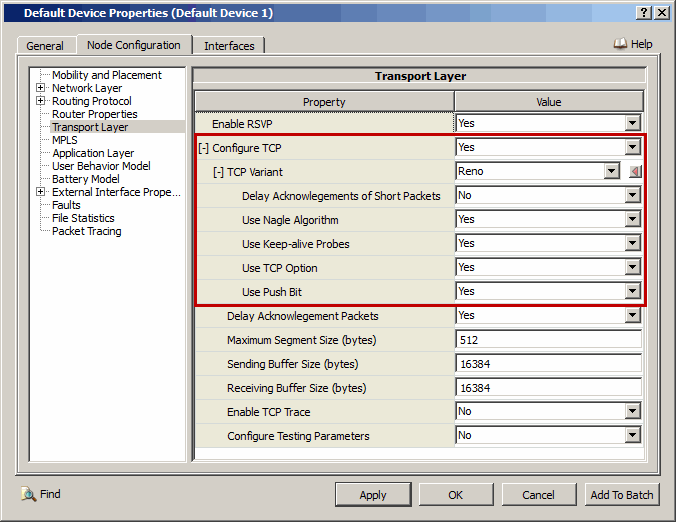 Default Device Properties (Default Device 1)
General
Node Configuration
Interfaces
Help
Mobility and Placement
Network Layer
Routing Protocol
Router Properties
Transport Layer
MPLS
Application Layer
User Behavior Model
Battery Model
External Interface Prope...
Faults
File Statistics
Packet Tracing
Transport Layer
Property Value
Enable RSVP Yes
[-] Configure TCP Yes
[-] TCP Variant Reno
Delay Acknowlegements of Short Packets No
Use Nagle Algorithm Yes
Use Keep-alive Probes Yes
Use TCP Option Yes
Use Push Bit Yes
Delay Acknowlegement Packets Yes
Maximum Segment Size (bytes) 512
Sending Buffer Size (bytes) 16384
Receiving Buffer Size (bytes) 16384
Enable TCP Trace No
Configure Testing Parameters No
Find
Apply
OK
Cancel
Add To Batch